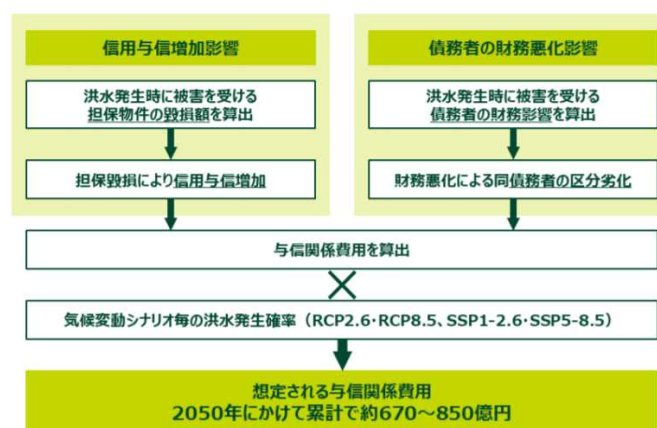 信用与信増加影響
洪水発生時に被害を受ける
担保物件の毀損額を算出
担保毀損により信用与信増加
債務者の財務悪化影響
洪水発生時に被害を受ける
債務者の財務影響を算出
財務悪化による同債務者の区分劣化
与信関係費用を算出
気候変動シナリオ毎の洪水発生確率（RCP2.6・RCP8.5、SSP1-2.6・SSP5-8.5）
想定される与信関係費用
2050年にかけて累計で約670～850億円